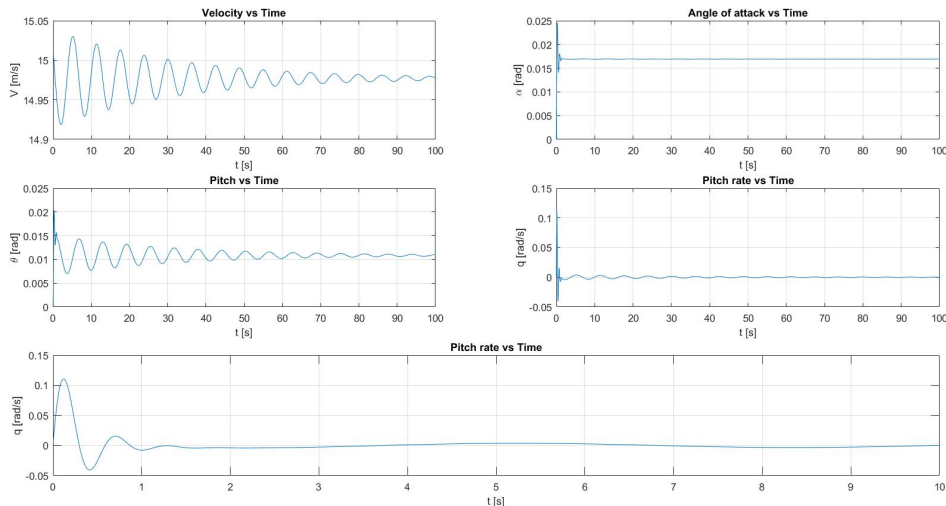 Velocity vs Time
15.05
15
14.95
14.9
V [m/s]
0 10 20 30 40 50 60 70 80 90 100
t [s]
Angle of attack vs Time
0.025
0.02
0.015
0.01
0.005
0
α [rad]
0 10 20 30 40 50 60 70 80 90 100
t [s]
Pitch vs Time
0.025
0.02
0.015
0.01
0.005
0
θ [rad]
0 10 20 30 40 50 60 70 80 90 100
t [s]
Pitch rate vs Time
0.15
0.1
0.05
0
-0.05
q [rad/s]
0 10 20 30 40 50 60 70 80 90 100
t [s]
Pitch rate vs Time
0.15
0.1
0.05
0
-0.05
q [rad/s]
0 1 2 3 4 5 6 7 8 9 10
t [s]